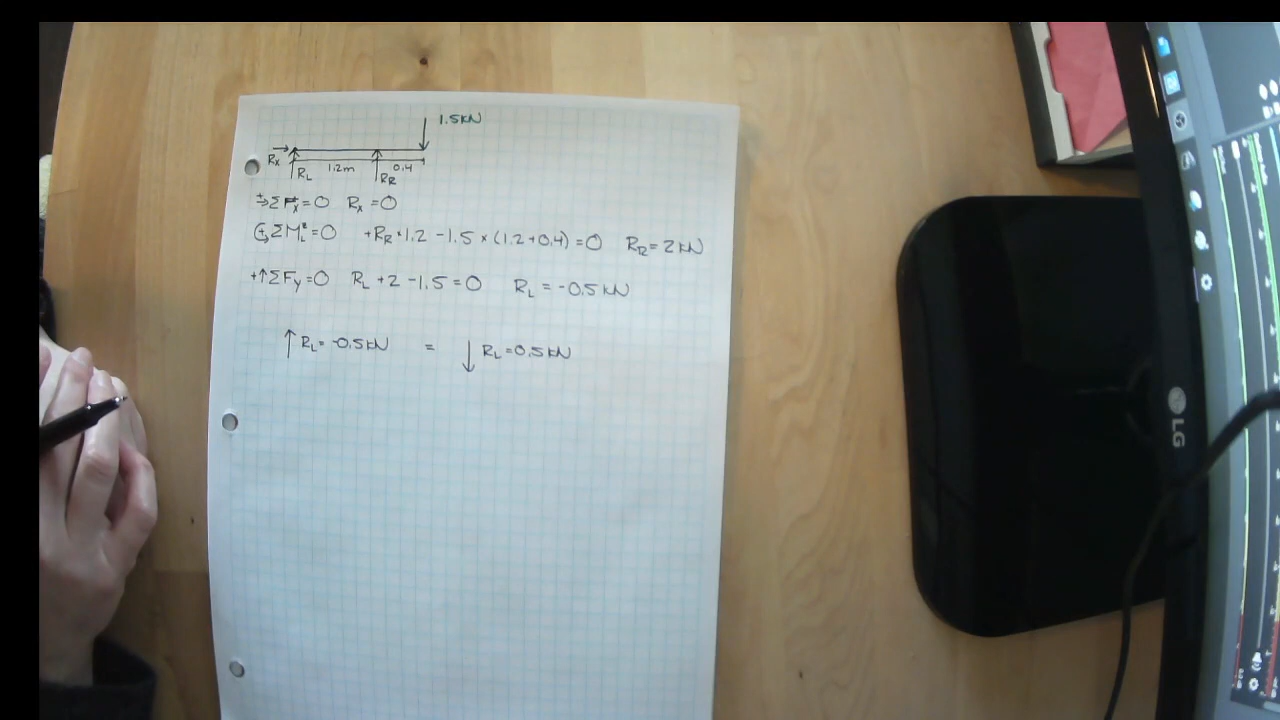 1.5kN
Rx → RL 1.2m RR 0.4
+→ΣFx=0 Rx=0
↺+ ΣML=0 +RR×1.2 -1.5×(1.2+0.4)=0 RR=2kN
+↑ΣFy=0 RL+2-1.5=0 RL=-0.5kN
↑RL=-0.5kN = ↓RL=0.5kN
LG